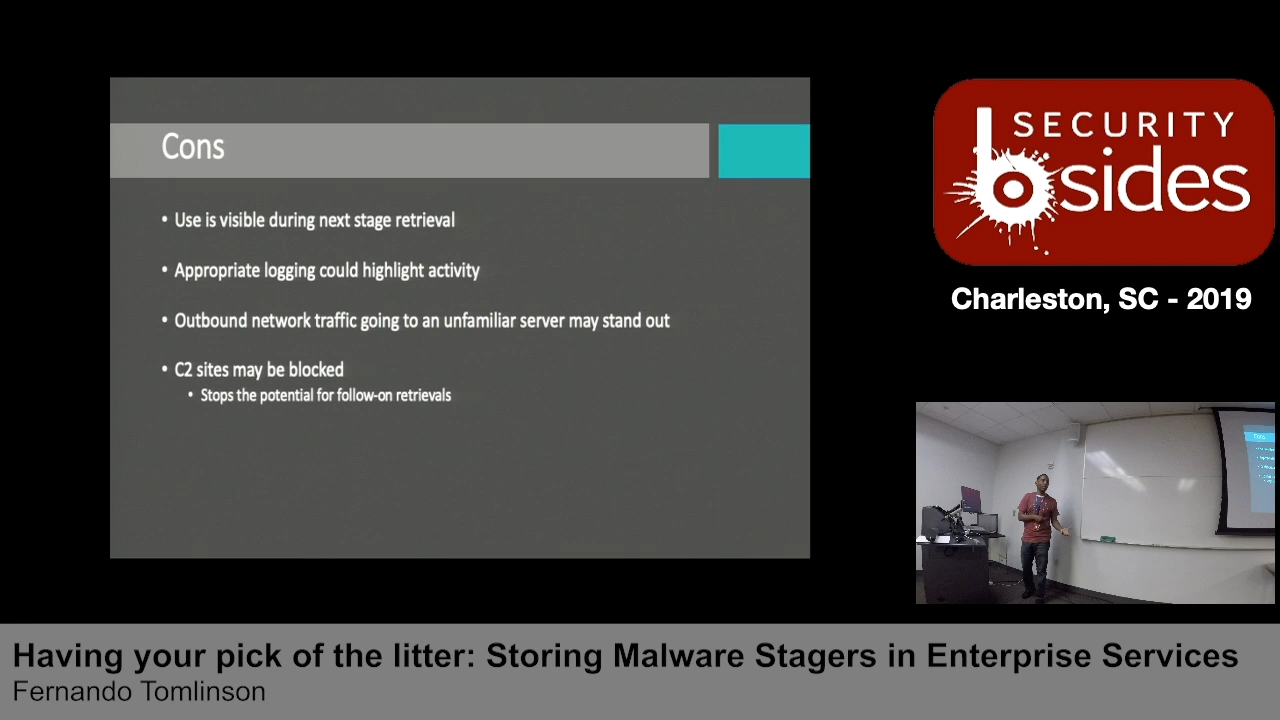 Cons
• Use is visible during next stage retrieval
• Appropriate logging could highlight activity
• Outbound network traffic going to an unfamiliar server may stand out
• C2 sites may be blocked
• Stops the potential for follow-on retrievals
SECURITY
bsides
Charleston, SC - 2019
Cons
Having your pick of the litter: Storing Malware Stagers in Enterprise Services
Fernando Tomlinson